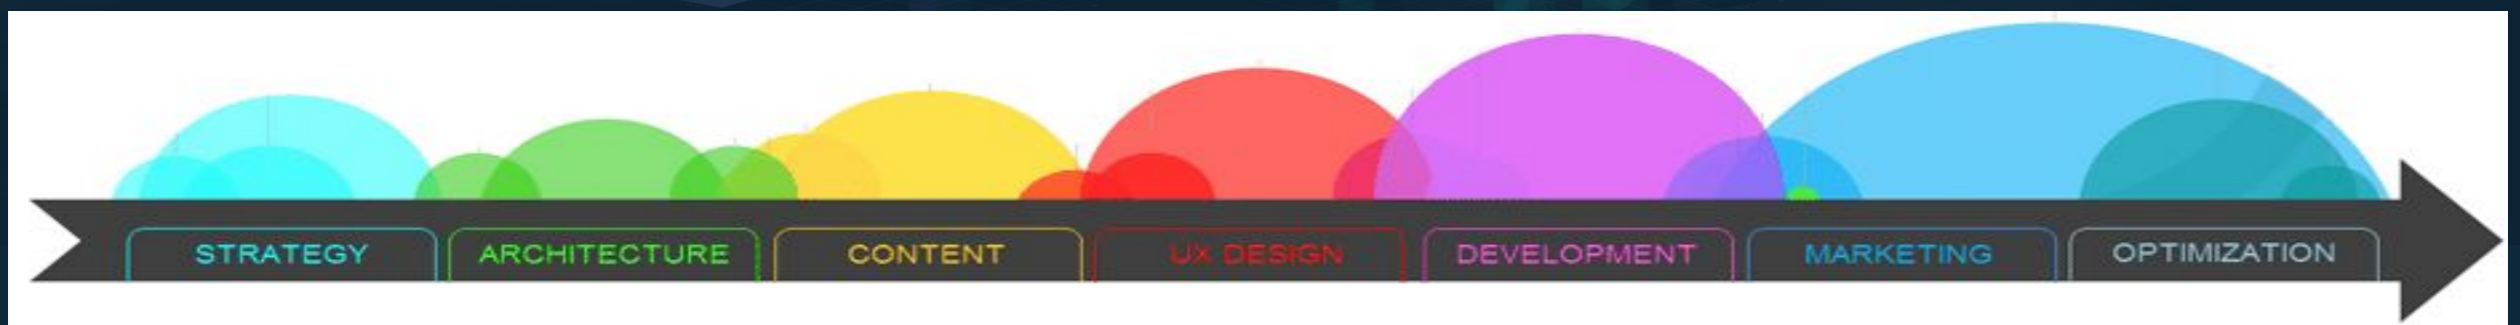 STRATEGY ARCHITECTURE CONTENT UX DESIGN DEVELOPMENT MARKETING OPTIMIZATION